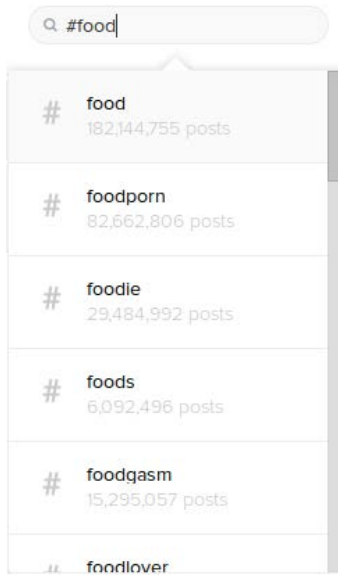 #food
# food
182,144,755 posts
# foodporn
82,662,806 posts
# foodie
29,484,992 posts
# foods
6,092,496 posts
# foodgasm
15,295,057 posts
# foodlover